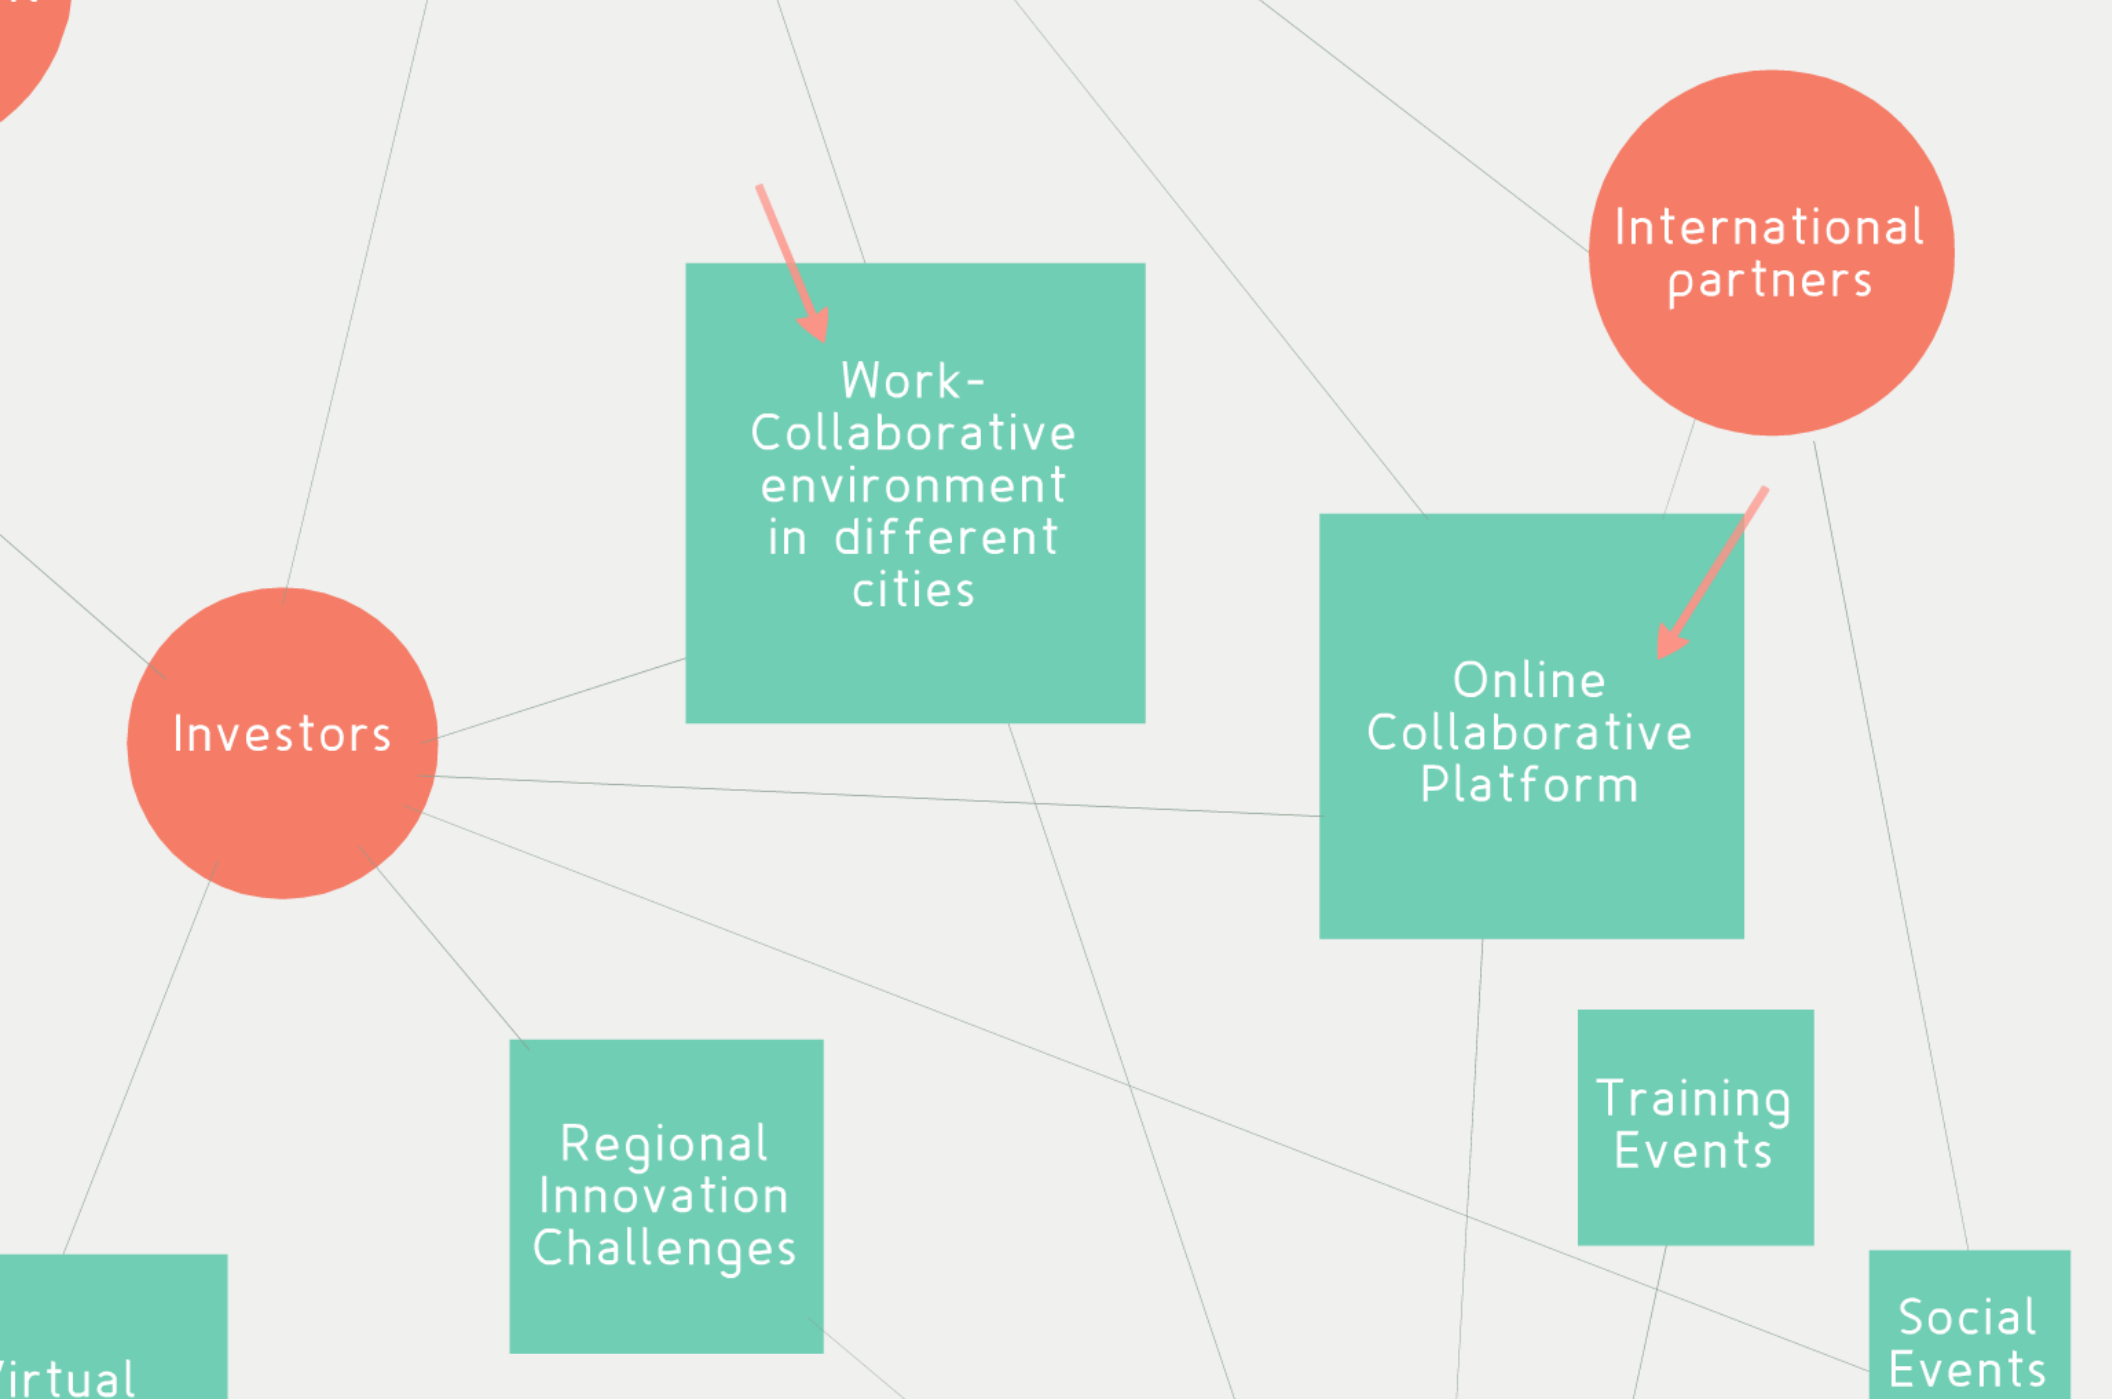 International
partners
Work-
Collaborative
environment
in different
cities
Online
Collaborative
Platform
Investors
Training
Events
Regional
Innovation
Challenges
Social
Events